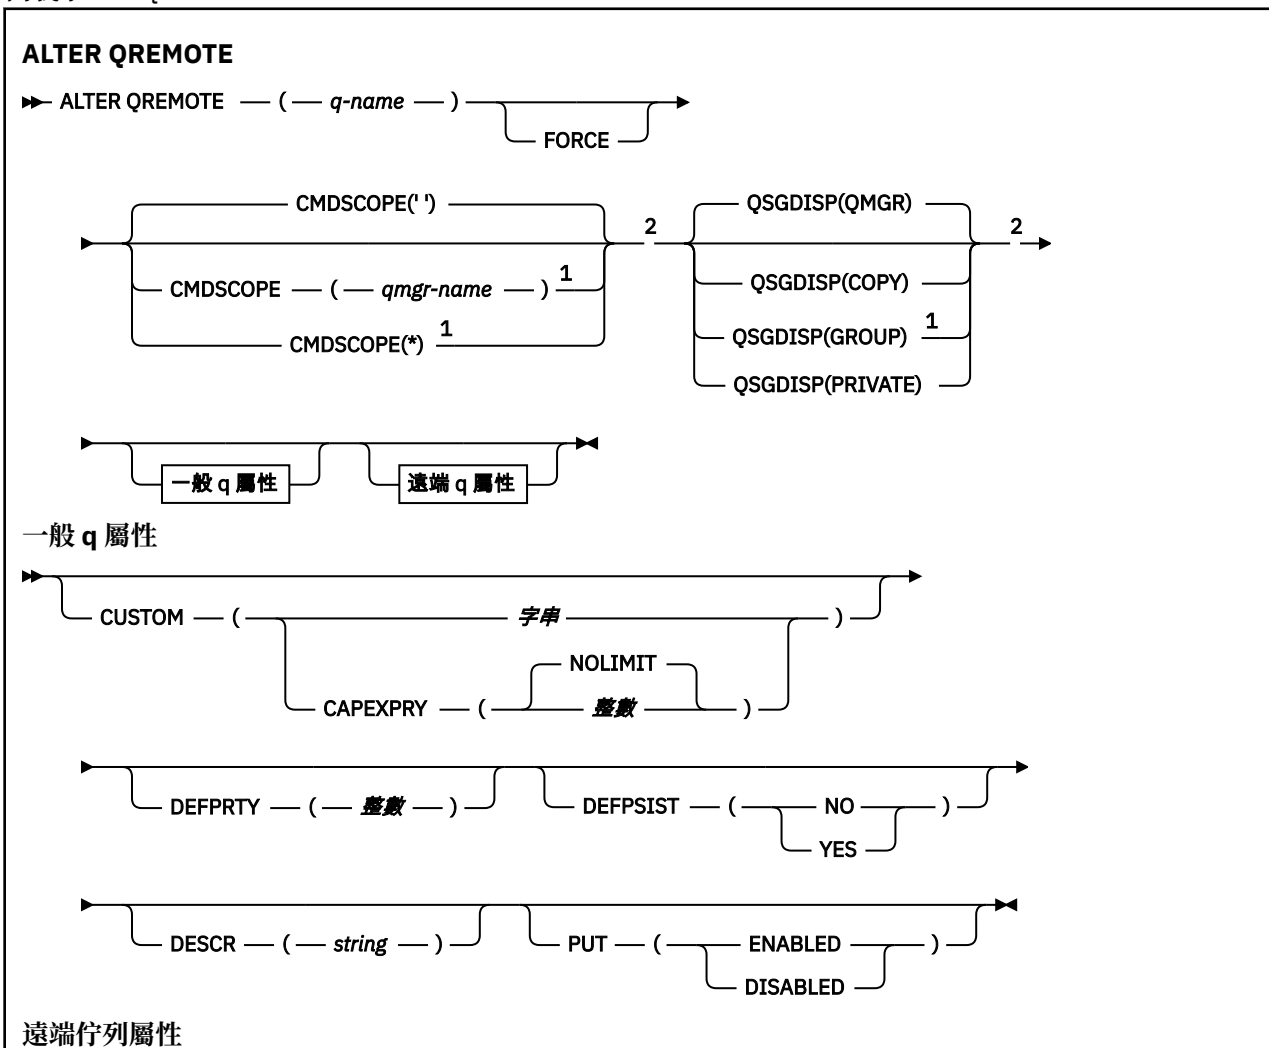 ALTER QREMOTE
ALTER QREMOTE ( q-name )
FORCE
CMDSCOPE(' ')
CMDSCOPE ( qmgr-name ) 1
CMDSCOPE(*) 1
2
QSGDISP(QMGR)
QSGDISP(COPY)
QSGDISP(GROUP) 1
QSGDISP(PRIVATE)
2
一般 q 屬性
遠端 q 屬性
一般 q 屬性
CUSTOM ( 字串 )
NOLIMIT
CAPEXPRY ( 整數 )
DEFPRTY ( 整數 )
DEFPSIST ( NO )
YES
DESCR ( string )
PUT ( ENABLED )
DISABLED
遠端佇列屬性